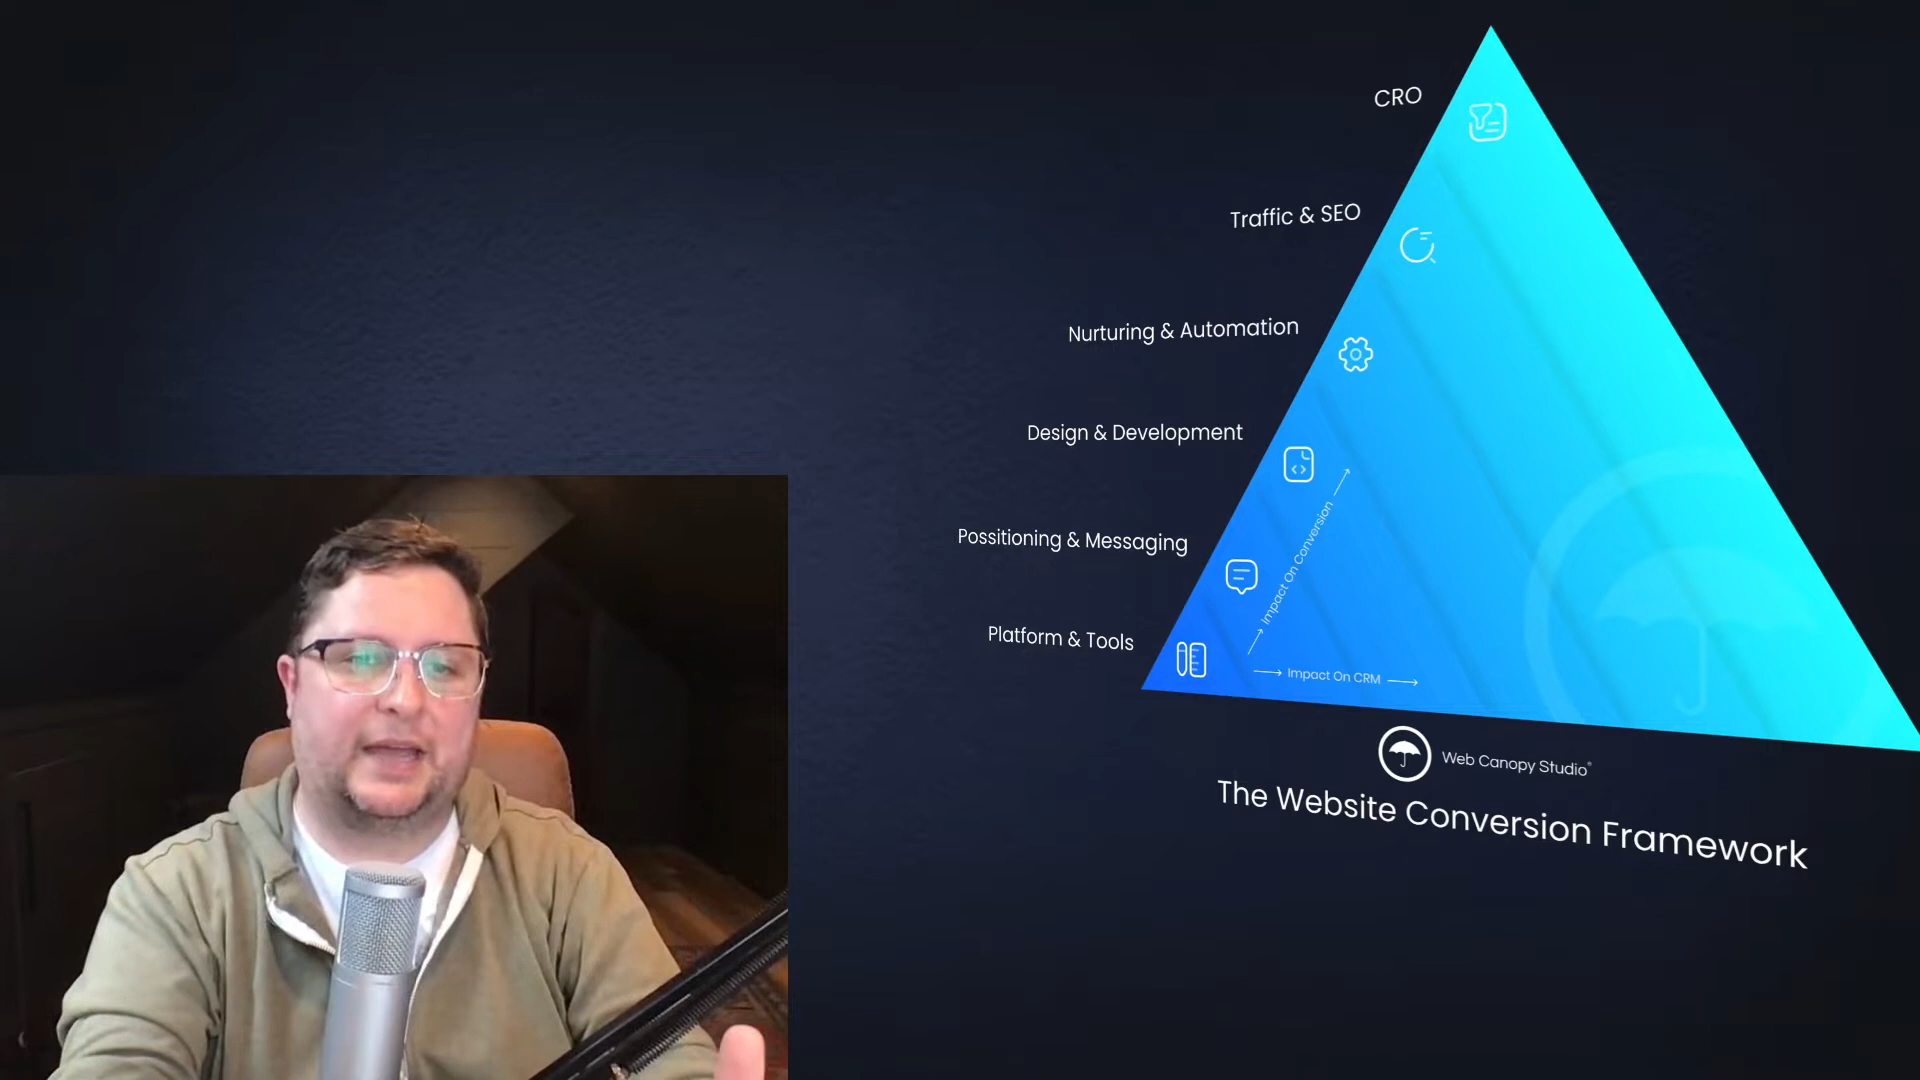 CRO
Traffic & SEO
Nurturing & Automation
Design & Development
Possitioning & Messaging
Platform & Tools
Impact On Conversion
Impact On CRM
Web Canopy Studio®
The Website Conversion Framework